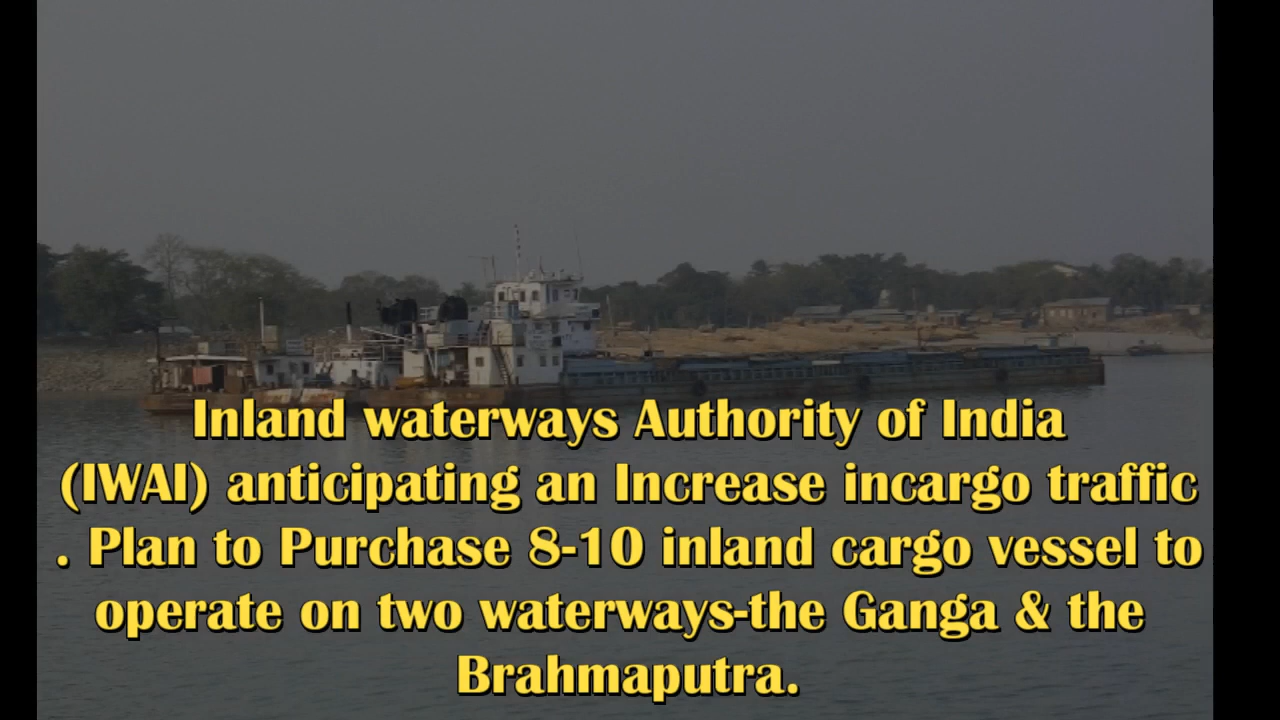 Inland waterways Authority of India
(IWAI) anticipating an Increase incargo traffic
. Plan to Purchase 8-10 inland cargo vessel to
operate on two waterways-the Ganga & the
Brahmaputra.